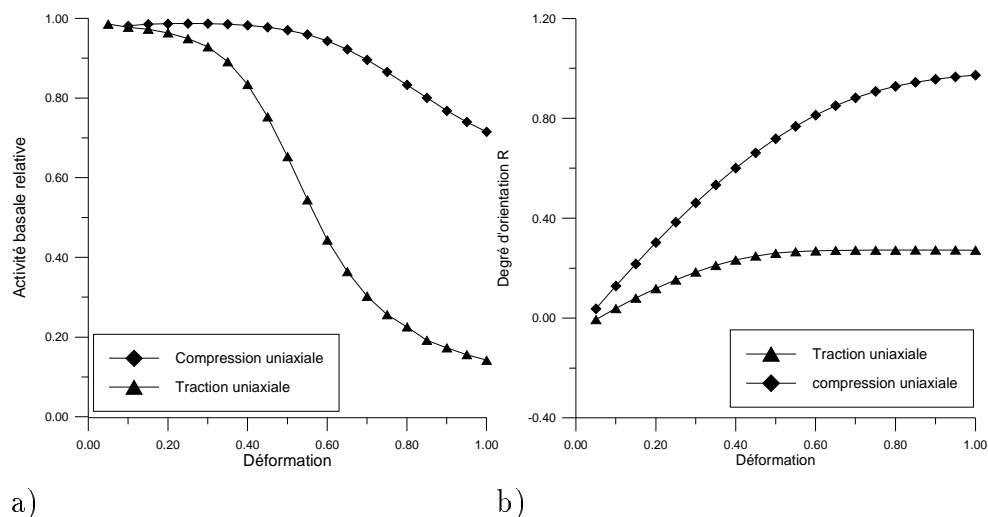 1.00
0.80
0.60
0.40
0.20
0.00
Activité basale relative
Compression uniaxiale
Traction uniaxiale
0.00 0.20 0.40 0.60 0.80 1.00
Déformation
a)
1.20
0.80
0.40
0.00
-0.40
Degré d'orientation R
Traction uniaxiale
compression uniaxiale
0.00 0.20 0.40 0.60 0.80 1.00
Déformation
b)